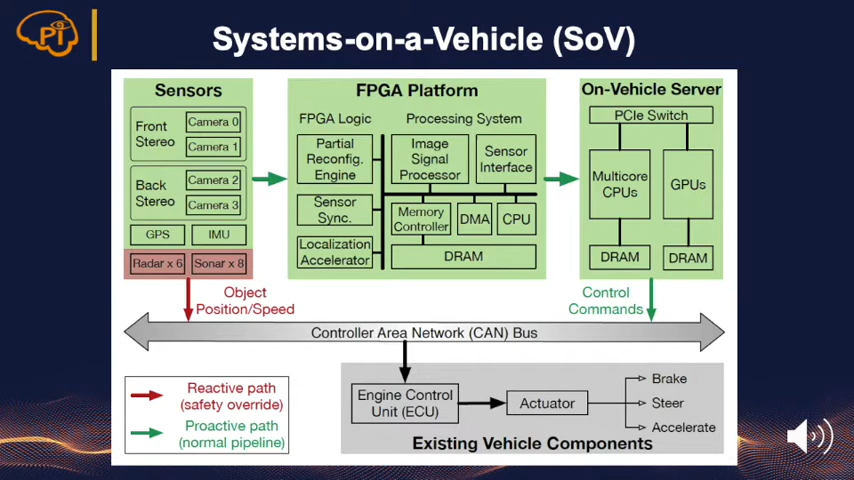 PI
Systems-on-a-Vehicle (SoV)
Sensors
Front
Stereo
Camera 0
Camera 1
Back
Stereo
Camera 2
Camera 3
GPS
IMU
Radar x 6
Sonar x 8
FPGA Platform
FPGA Logic
Processing System
Partial
Reconfig.
Engine
Sensor
Sync.
Localization
Accelerator
Image
Signal
Processor
Sensor
Interface
Memory
Controller
DMA
CPU
DRAM
On-Vehicle Server
PCIe Switch
Multicore
CPUs
GPUs
DRAM
DRAM
Object
Position/Speed
Control
Commands
Controller Area Network (CAN) Bus
Reactive path
(safety override)
Proactive path
(normal pipeline)
Engine Control
Unit (ECU)
Actuator
Brake
Steer
Accelerate
Existing Vehicle Components